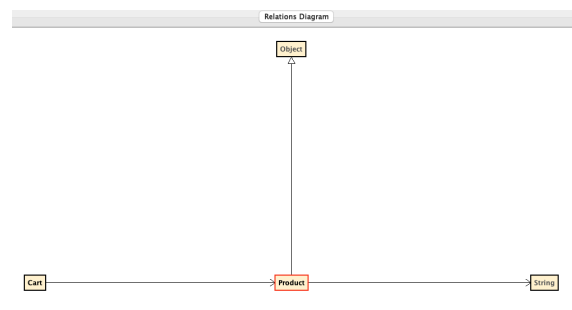 Relations Diagram
Object
Cart
Product
String